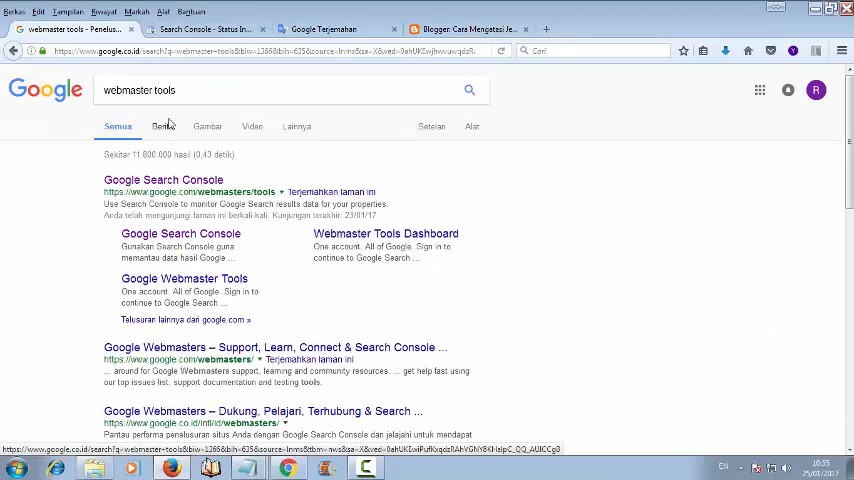 Berkas Edit Tampilan Riwayat Markah Alat Bantuan
webmaster tools - Penelus...
Search Console - Status In...
Google Terjemahan
Blogger: Cara Mengatasi Je...
Cari
Google
webmaster tools
R
Semua Berita Gambar Video Lainnya Setelan Alat
Sekitar 11.800.000 hasil (0,43 detik)
Google Search Console
https://www.google.com/webmasters/tools Terjemahkan laman ini
Use Search Console to monitor Google Search results data for your properties.
Anda telah mengunjungi laman ini berkali-kali. Kunjungan terakhir: 23/01/17
Google Search Console
Gunakan Search Console guna
memantau data hasil Google ...
Webmaster Tools Dashboard
One account. All of Google. Sign in to
continue to Google Search ...
Google Webmaster Tools
One account. All of Google. Sign in to
continue to Google Search ...
Telusuran lainnya dari google.com »
Google Webmasters – Support, Learn, Connect & Search Console ...
https://www.google.com/webmasters/ Terjemahkan laman ini
... around for Google Webmasters support, learning and community resources. ... get help fast using
our top issues list, support documentation and testing tools.
Google Webmasters – Dukung, Pelajari, Terhubung & Search ...
https://www.google.co.id/intl/id/webmasters/
Pantau performa penelusuran situs Anda dengan Google Search Console dan jelajahi untuk mendapat
EN
10:55
25/01/2017